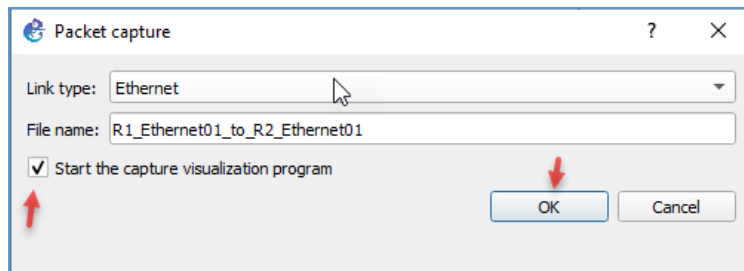 Packet capture ?
Link type: Ethernet
File name: R1_Ethernet01_to_R2_Ethernet01
Start the capture visualization program
OK Cancel